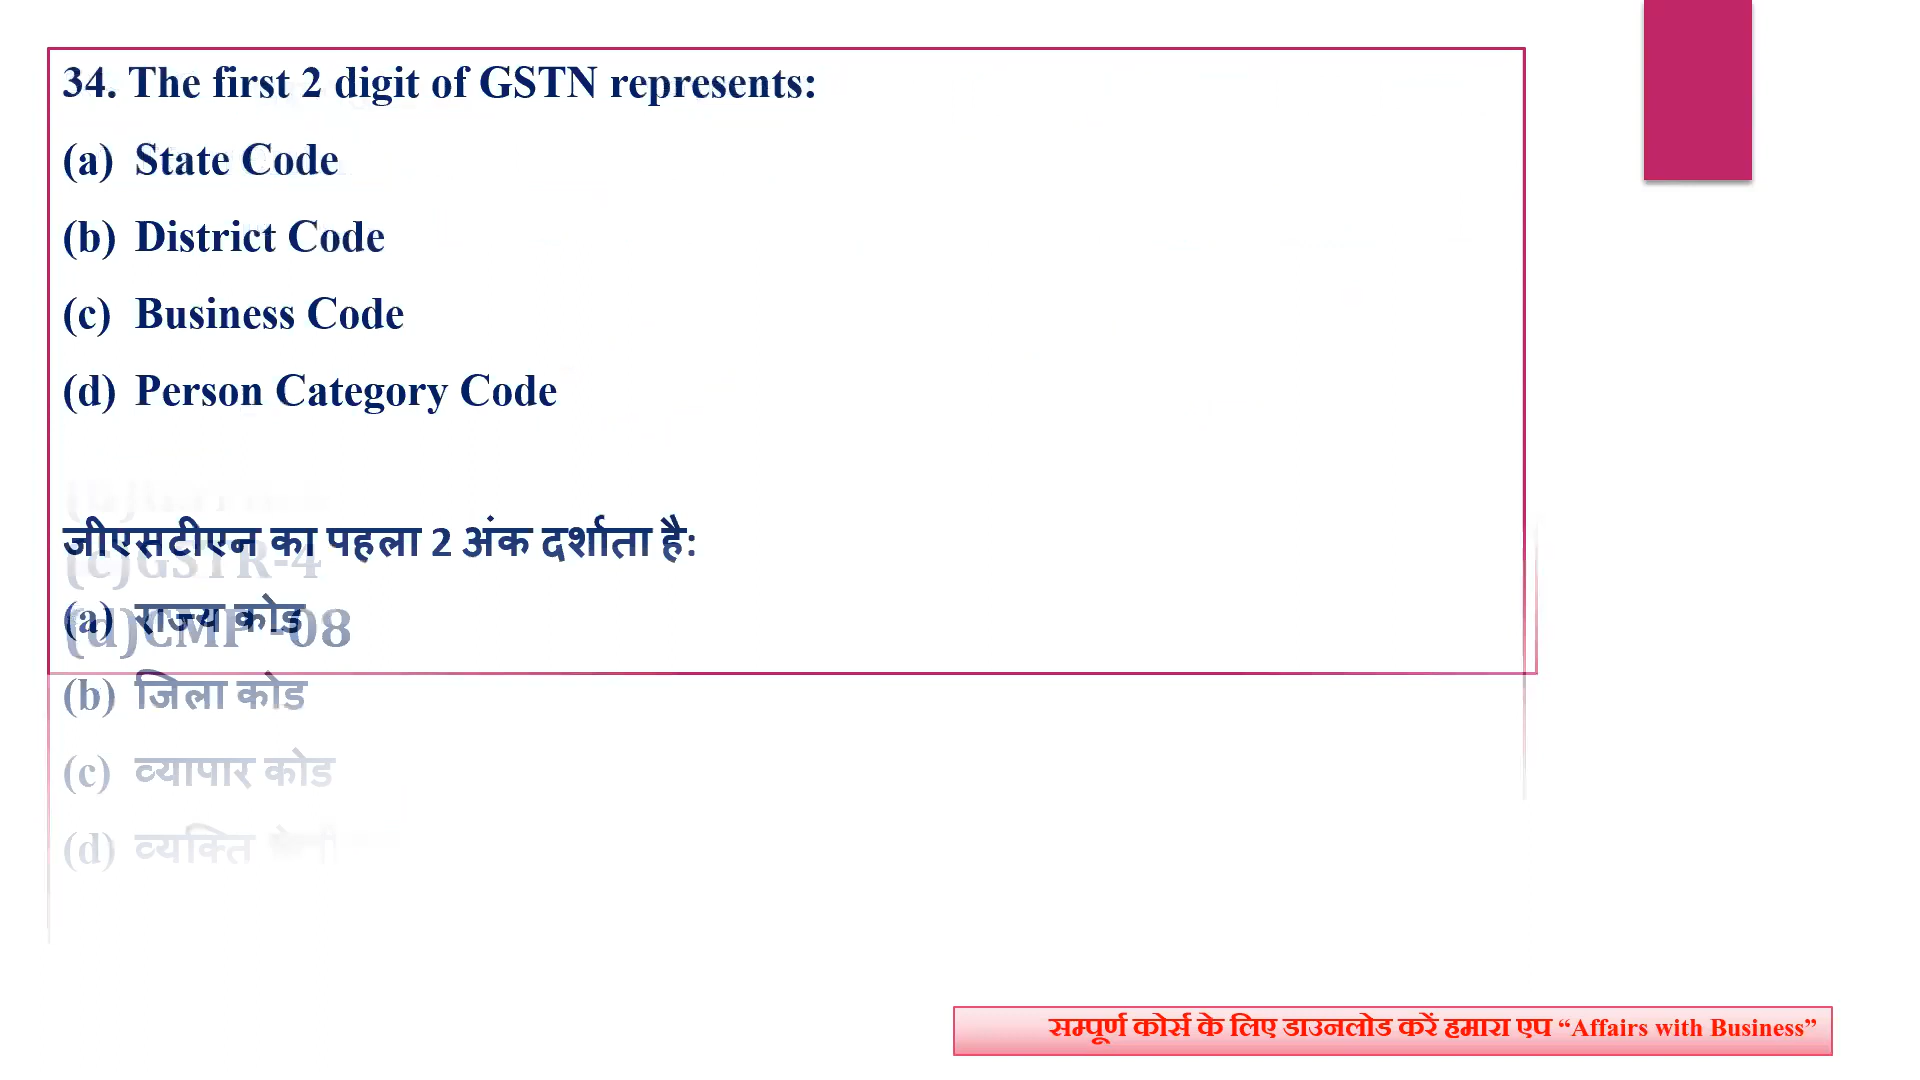 34. The first 2 digit of GSTN represents:
(a) State Code
(b) District Code
(c) Business Code
(d) Person Category Code
जीएसटीएन का पहला 2 अंक दर्शाता है:
(c)GSTR-4
(a) राज्य कोड
(d)CMP -08
(b) जिला कोड
(c) व्यापार कोड
(d) व्यक्ति
सम्पूर्ण कोर्स के लिए डाउनलोड करें हमारा एप “Affairs with Business”